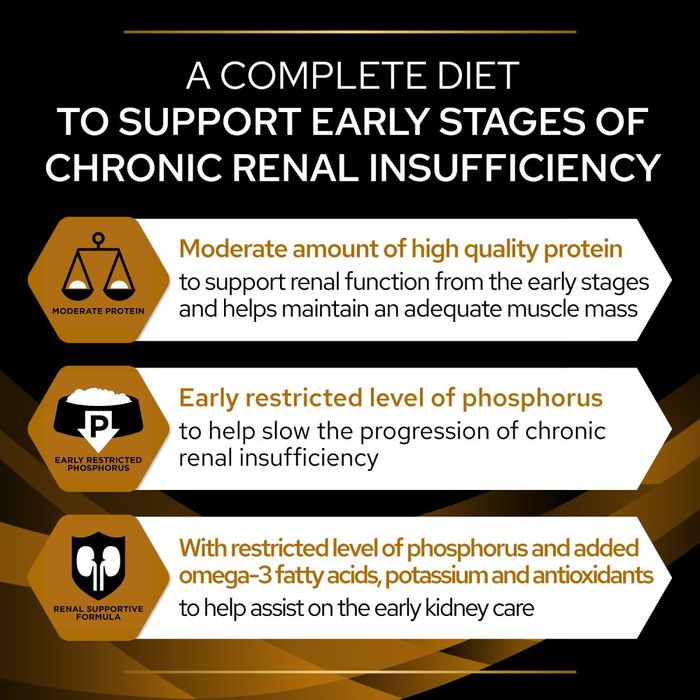 A COMPLETE DIET
TO SUPPORT EARLY STAGES OF
CHRONIC RENAL INSUFFICIENCY
MODERATE PROTEIN
Moderate amount of high quality protein
to support renal function from the early stages
and helps maintain an adequate muscle mass
P
EARLY RESTRICTED
PHOSPHORUS
Early restricted level of phosphorus
to help slow the progression of chronic
renal insufficiency
RENAL SUPPORTIVE
FORMULA
With restricted level of phosphorus and added
omega-3 fatty acids, potassium and antioxidants
to help assist on the early kidney care